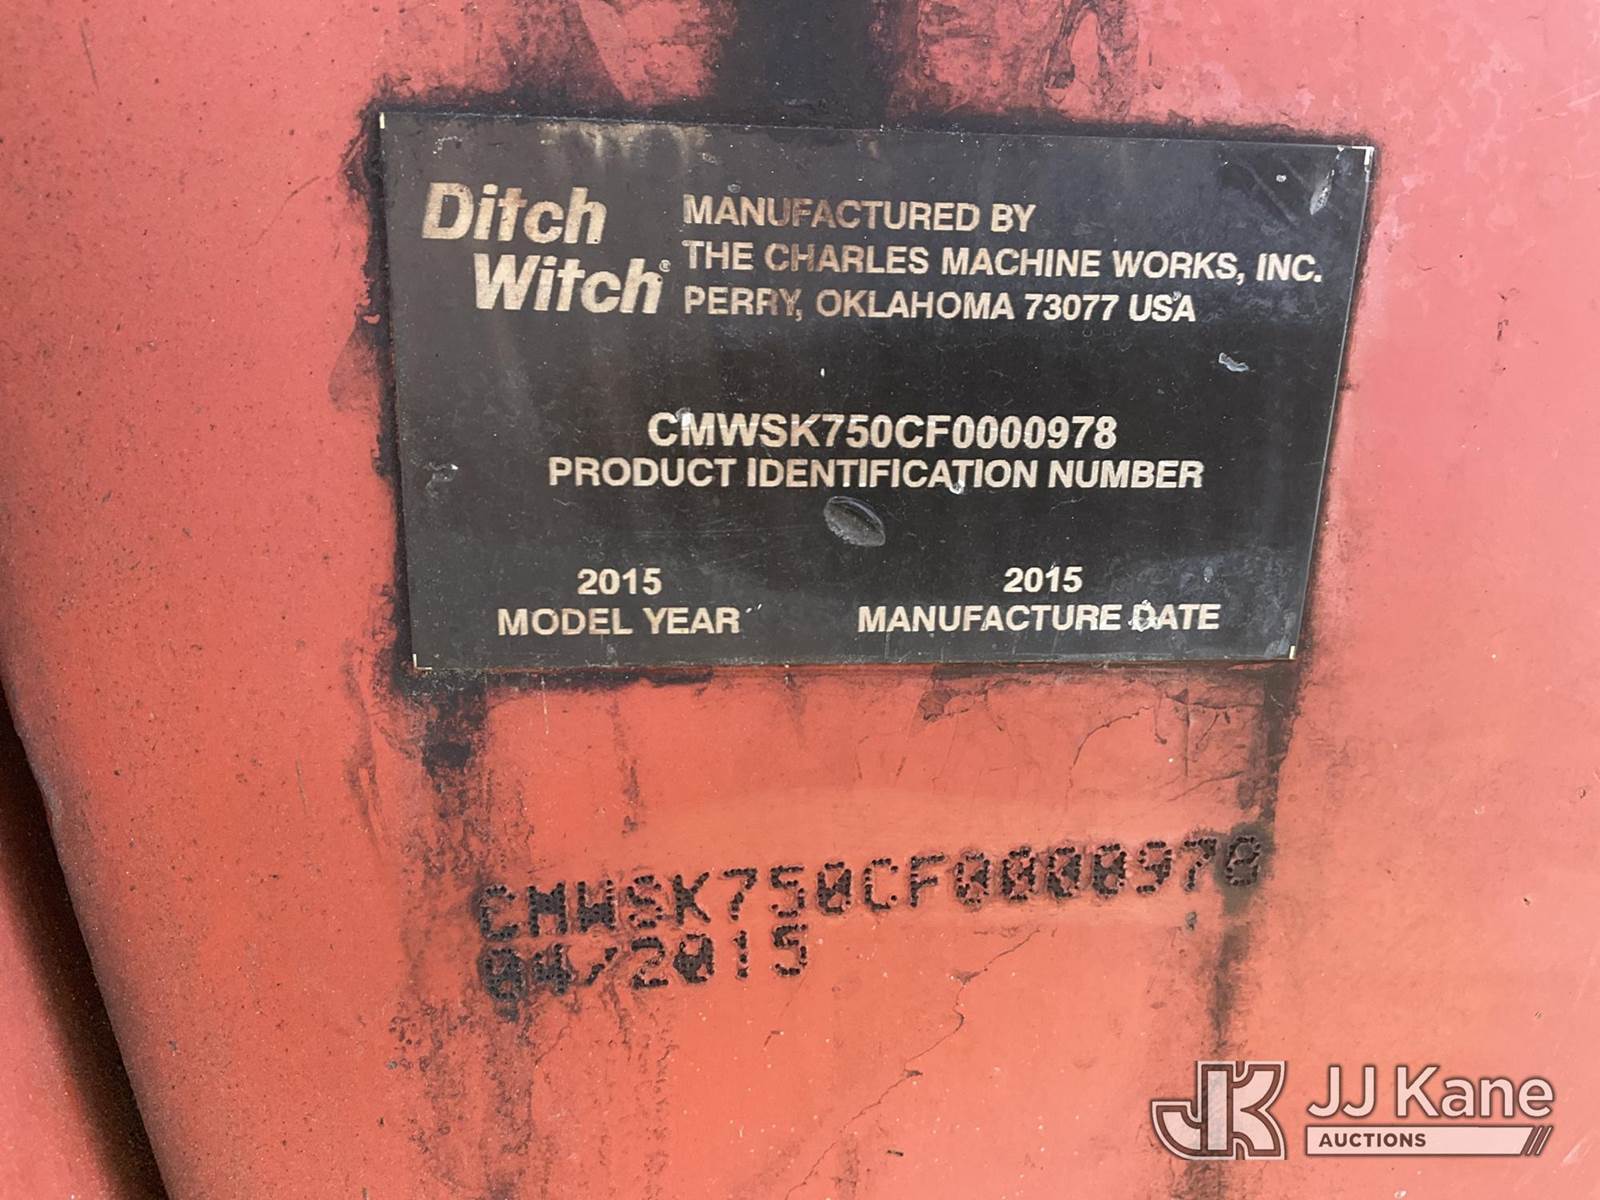 Ditch
Witch®
MANUFACTURED BY
THE CHARLES MACHINE WORKS, INC.
PERRY, OKLAHOMA 73077 USA
CMWSK750CF0000978
PRODUCT IDENTIFICATION NUMBER
2015
MODEL YEAR
2015
MANUFACTURE DATE
CMWSK750CF0000978
04/2015
JK JJ Kane
AUCTIONS